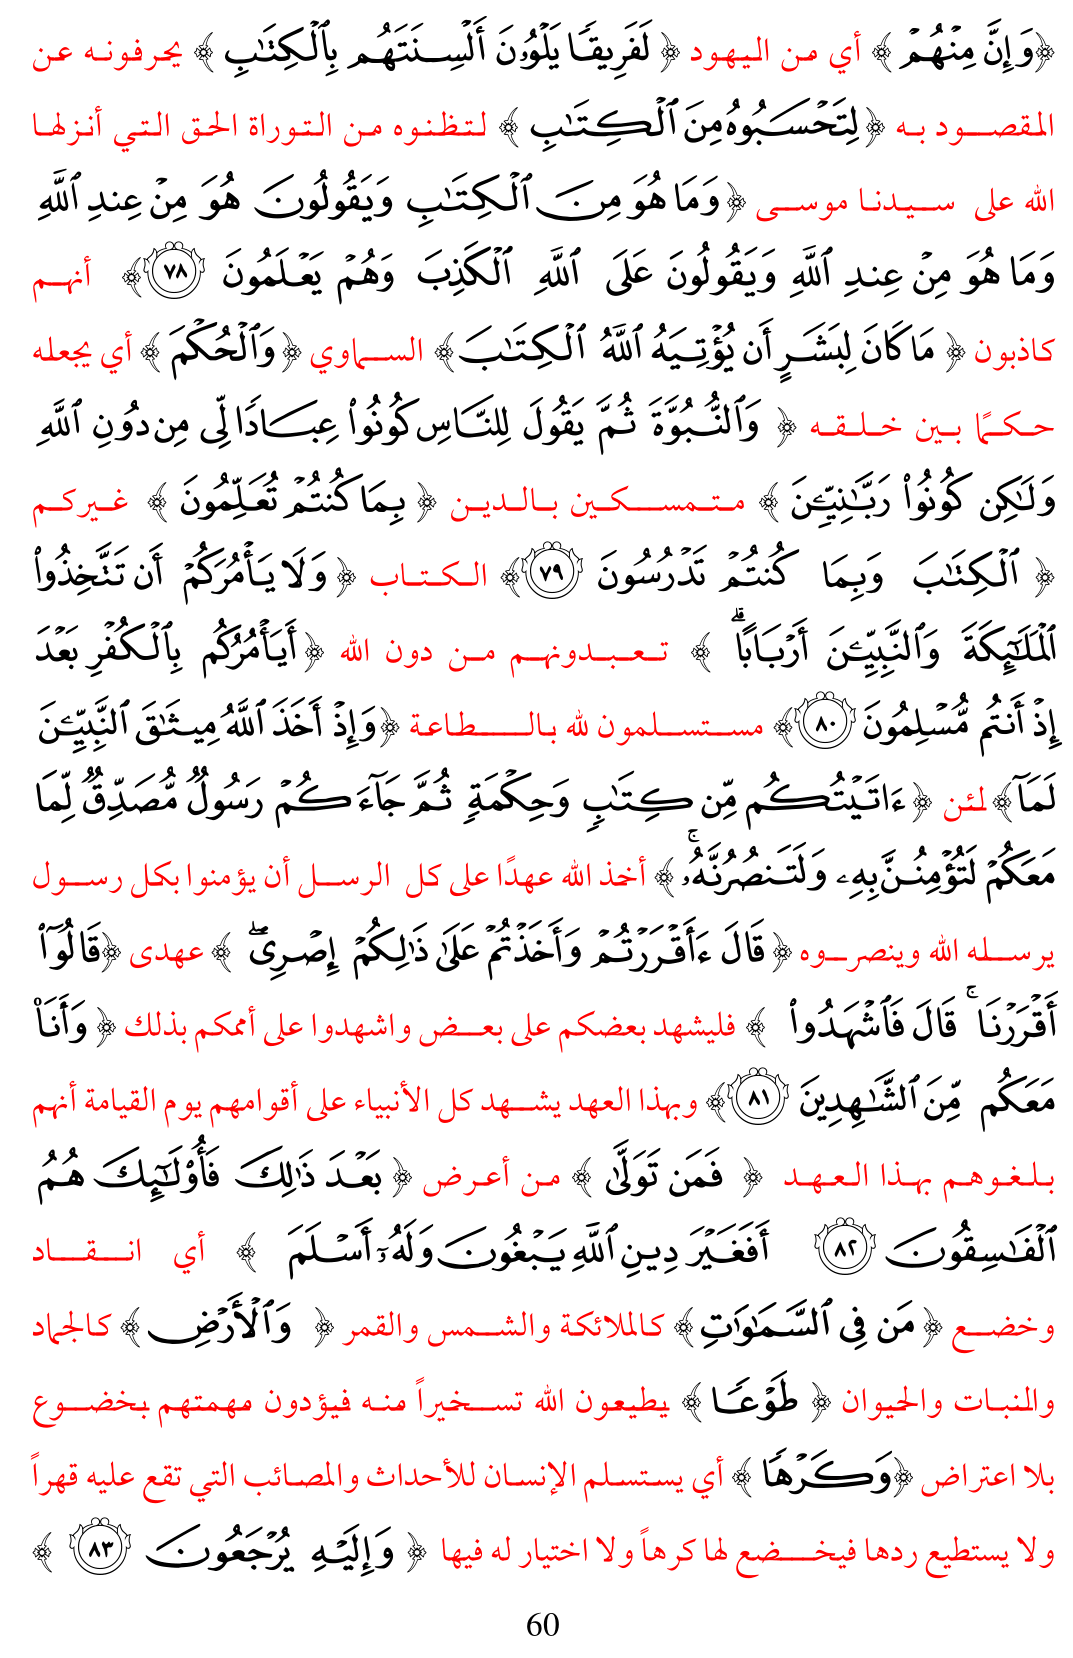 ﴿وَإِنَّ مِنْهُمْ ﴾ أي من اليهود ﴿ لَفَرِيقًا يَلْوُۥنَ أَلْسِنَتَهُم بِٱلْكِتَٰبِ ﴾ يحرفونه عن
المقصود به ﴿لِتَحْسَبُوهُ مِنَ ٱلْكِتَٰبِ ﴾ لتظنوه من التوراة الحق التي أنزلها
الله على سيدنا موسى ﴿وَمَا هُوَ مِنَ ٱلْكِتَٰبِ وَيَقُولُونَ هُوَ مِنْ عِندِ ٱللَّهِ
وَمَا هُوَ مِنْ عِندِ ٱللَّهِ وَيَقُولُونَ عَلَى ٱللَّهِ ٱلْكَذِبَ وَهُمْ يَعْلَمُونَ ٧٨﴾ أنهم
كاذبون ﴿ مَا كَانَ لِبَشَرٍ أَن يُؤْتِيَهُ ٱللَّهُ ٱلْكِتَٰبَ﴾ السماوي ﴿وَٱلْحُكْمَ ﴾ أي يجعله
حكمًا بين خلقه ﴿ وَٱلنُّبُوَّةَ ثُمَّ يَقُولَ لِلنَّاسِ كُونُوا۟ عِبَادًا لِّى مِن دُونِ ٱللَّهِ
وَلَٰكِن كُونُوا۟ رَبَّٰنِيِّۦنَ ﴾ متمسكين بالدين ﴿ بِمَا كُنتُمْ تُعَلِّمُونَ ﴾ غيركم
﴿ ٱلْكِتَٰبَ وَبِمَا كُنتُمْ تَدْرُسُونَ ٧٩﴾ الكتاب ﴿ وَلَا يَأْمُرَكُمْ أَن تَتَّخِذُوا۟
ٱلْمَلَٰٓئِكَةَ وَٱلنَّبِيِّۦنَ أَرْبَابًا ۗ ﴾ تعبدونهم من دون الله ﴿أَيَأْمُرُكُم بِٱلْكُفْرِ بَعْدَ
إِذْ أَنتُم مُّسْلِمُونَ ٨٠﴾ مستسلمون لله بالطاعة ﴿وَإِذْ أَخَذَ ٱللَّهُ مِيثَٰقَ ٱلنَّبِيِّۦنَ
لَمَآ﴾ لئن ﴿ءَاتَيْتُكُم مِّن كِتَٰبٍ وَحِكْمَةٍ ثُمَّ جَآءَكُمْ رَسُولٌ مُّصَدِّقٌ لِّمَا
مَعَكُمْ لَتُؤْمِنُنَّ بِهِۦ وَلَتَنصُرُنَّهُۥ ۚ ﴾ أخذ الله عهدًا على كل الرسل أن يؤمنوا بكل رسول
يرسله الله وينصروه ﴿ قَالَ ءَأَقْرَرْتُمْ وَأَخَذْتُمْ عَلَىٰ ذَٰلِكُمْ إِصْرِى ۖ ﴾ عهدى ﴿قَالُوٓا۟
أَقْرَرْنَا ۚ قَالَ فَٱشْهَدُوا۟ ﴾ فليشهد بعضكم على بعض واشهدوا على أممكم بذلك ﴿ وَأَنَا۠
مَعَكُم مِّنَ ٱلشَّٰهِدِينَ ٨١﴾ وبهذا العهد يشهد كل الأنبياء على أقوامهم يوم القيامة أنهم
بلغوهم بهذا العهد ﴿ فَمَن تَوَلَّىٰ ﴾ من أعرض ﴿ بَعْدَ ذَٰلِكَ فَأُو۟لَٰٓئِكَ هُمُ
ٱلْفَٰسِقُونَ ٨٢ أَفَغَيْرَ دِينِ ٱللَّهِ يَبْغُونَ وَلَهُۥٓ أَسْلَمَ ﴾ أي انقاد
وخضع ﴿ مَن فِى ٱلسَّمَٰوَٰتِ﴾ كالملائكة والشمس والقمر ﴿ وَٱلْأَرْضِ ﴾ كالجماد
والنبات والحيوان ﴿ طَوْعًا ﴾ يطيعون الله تسخيراً منه فيؤدون مهمتهم بخضوع
بلا اعتراض ﴿وَكَرْهًا ﴾ أي يستسلم الإنسان للأحداث والمصائب التي تقع عليه قهراً
ولا يستطيع ردها فيخضع لها كرهاً ولا اختيار له فيها ﴿ وَإِلَيْهِ يُرْجَعُونَ ٨٣ ﴾
60